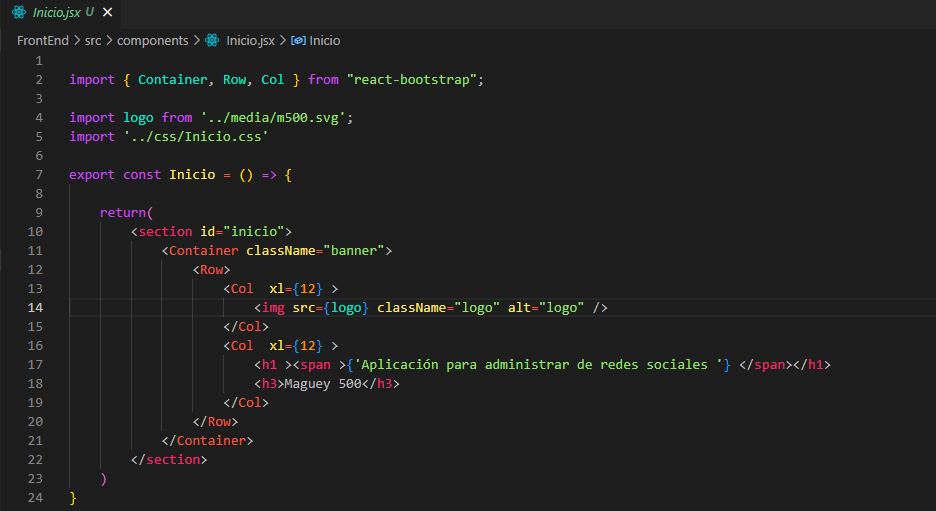 Inicio.jsx U
FrontEnd > src > components > Inicio.jsx > Inicio
1
2 import { Container, Row, Col } from "react-bootstrap";
3
4 import logo from '../media/m500.svg';
5 import '../css/Inicio.css'
6
7 export const Inicio = () => {
8
9 return(
10 <section id="inicio">
11 <Container className="banner">
12 <Row>
13 <Col  xl={12} >
14 <img src={logo} className="logo" alt="logo" />
15 </Col>
16 <Col  xl={12} >
17 <h1 ><span >{'Aplicación para administrar de redes sociales '} </span></h1>
18 <h3>Maguey 500</h3>
19 </Col>
20 </Row>
21 </Container>
22 </section>
23 )
24 }